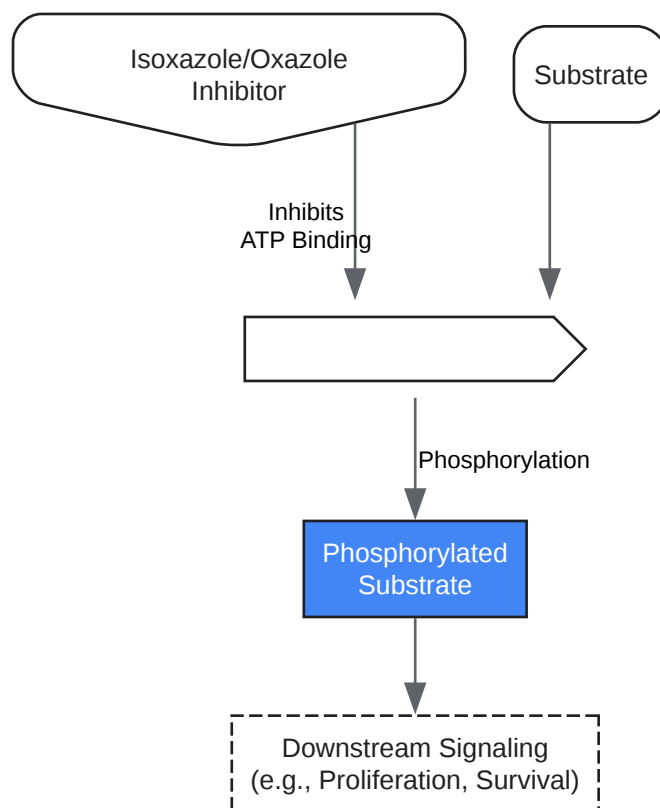 Isoxazole/Oxazole
Inhibitor
Substrate
Inhibits
ATP Binding
Phosphorylation
Phosphorylated
Substrate
Downstream Signaling
(e.g., Proliferation, Survival)